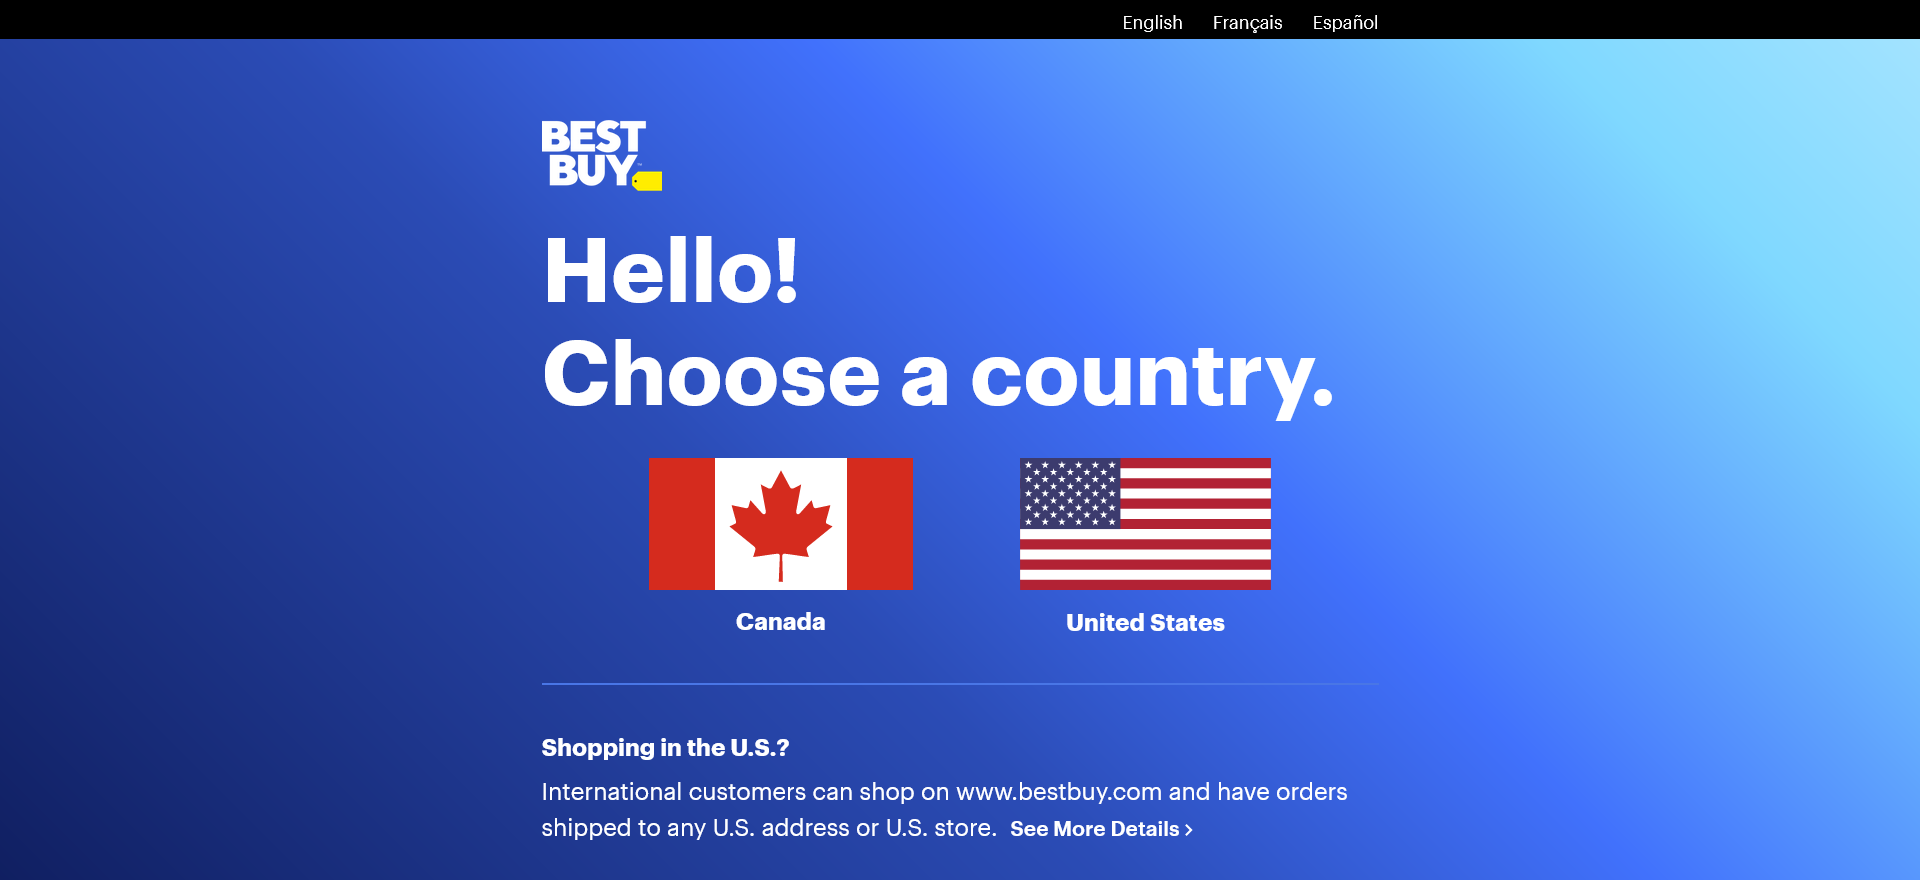 English Français Español
BEST
BUY
Hello!
Choose a country.
Canada United States
Shopping in the U.S.?
International customers can shop on www.bestbuy.com and have orders
shipped to any U.S. address or U.S. store. See More Details